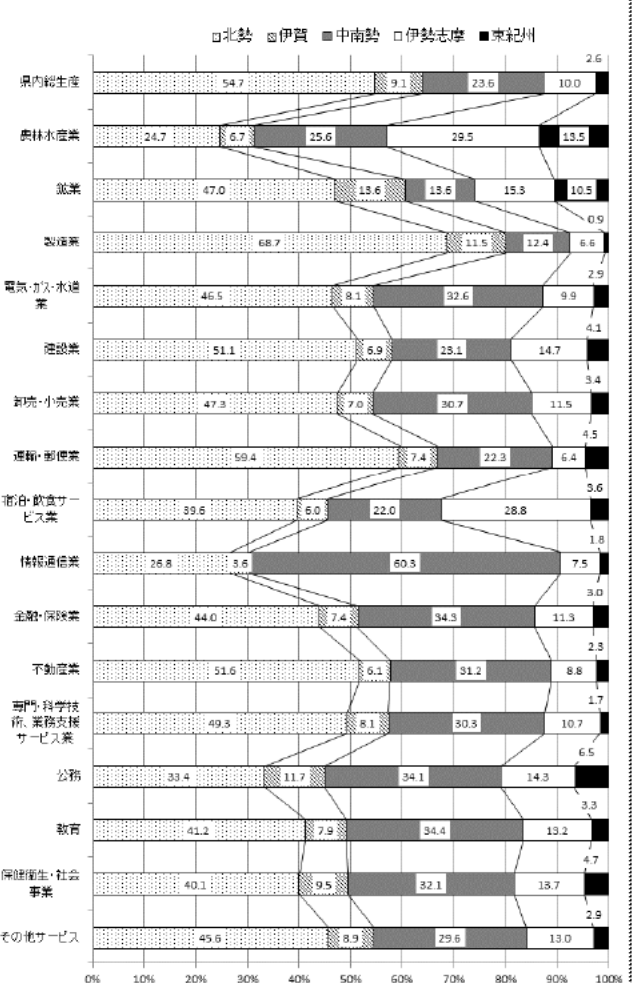 北勢 伊賀 中南勢 伊勢志摩 東紀州
2.6
県内総生産 54.7 9.1 23.6 10.0
農林水産業 24.7 6.7 25.6 29.5 13.5
鉱業 47.0 13.6 13.6 15.3 10.5
0.9
製造業 68.7 11.5 12.4 6.6
2.9
電気・ガス・水道
業
46.5 8.1 32.6 9.9
4.1
建設業 51.1 6.9 23.1 14.7
3.4
卸売・小売業 47.3 7.0 30.7 11.5
4.5
運輸・郵便業 59.4 7.4 22.3 6.4
3.6
宿泊・飲食サー
ビス業
39.6 6.0 22.0 28.8
1.8
情報通信業 26.8 3.6 60.3 7.5
3.0
金融・保険業 44.0 7.4 34.3 11.3
2.3
不動産業 51.6 6.1 31.2 8.8
1.7
専門・科学技
術、業務支援
サービス業
49.3 8.1 30.3 10.7
6.5
公務 33.4 11.7 34.1 14.3
3.3
教育 41.2 7.9 34.4 13.2
4.7
保健衛生・社会
事業
40.1 9.5 32.1 13.7
2.9
その他サービス 45.6 8.9 29.6 13.0
0% 10% 20% 30% 40% 50% 60% 70% 80% 90% 100%